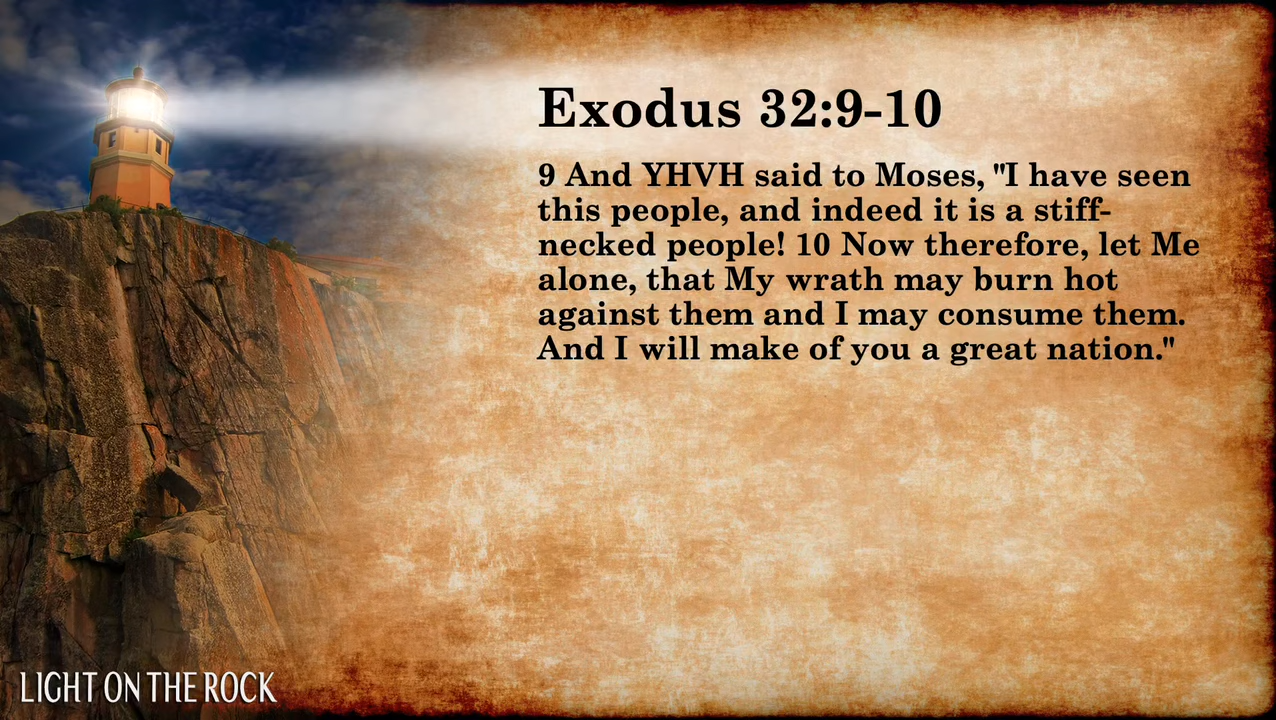 Exodus 32:9-10
9 And YHVH said to Moses, "I have seen
this people, and indeed it is a stiff-
necked people! 10 Now therefore, let Me
alone, that My wrath may burn hot
against them and I may consume them.
And I will make of you a great nation."
LIGHT ON THE ROCK